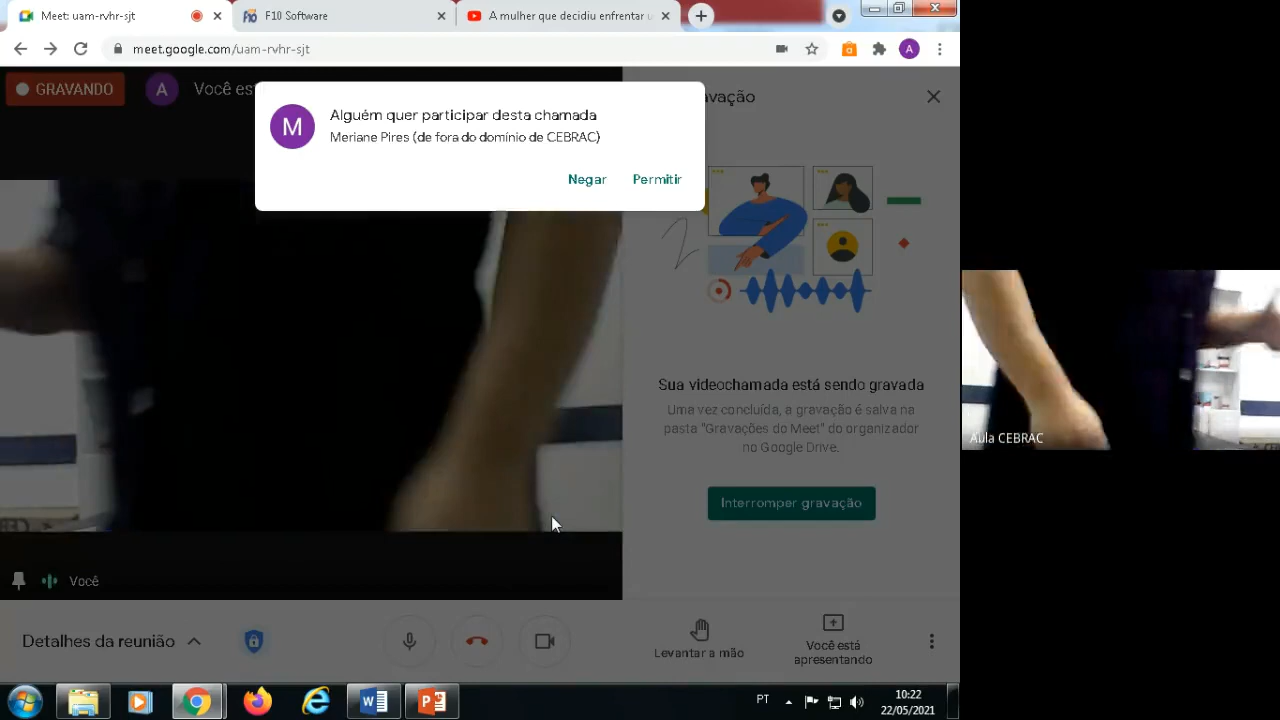 Meet: uam-rvhr-sjt
F10 Software
A mulher que decidiu enfrentar
meet.google.com/uam-rvhr-sjt
A
GRAVANDO
A
Você es
avação
M
Alguém quer participar desta chamada
Meriane Pires (de fora do domínio de CEBRAC)
Negar
Permitir
Sua videochamada está sendo gravada
Uma vez concluída, a gravação é salva na
pasta "Gravações do Meet" do organizador
no Google Drive.
Interromper gravação
Aula CEBRAC
Você
Detalhes da reunião
Levantar a mão
Você está
apresentando
PT
10:22
22/05/2021